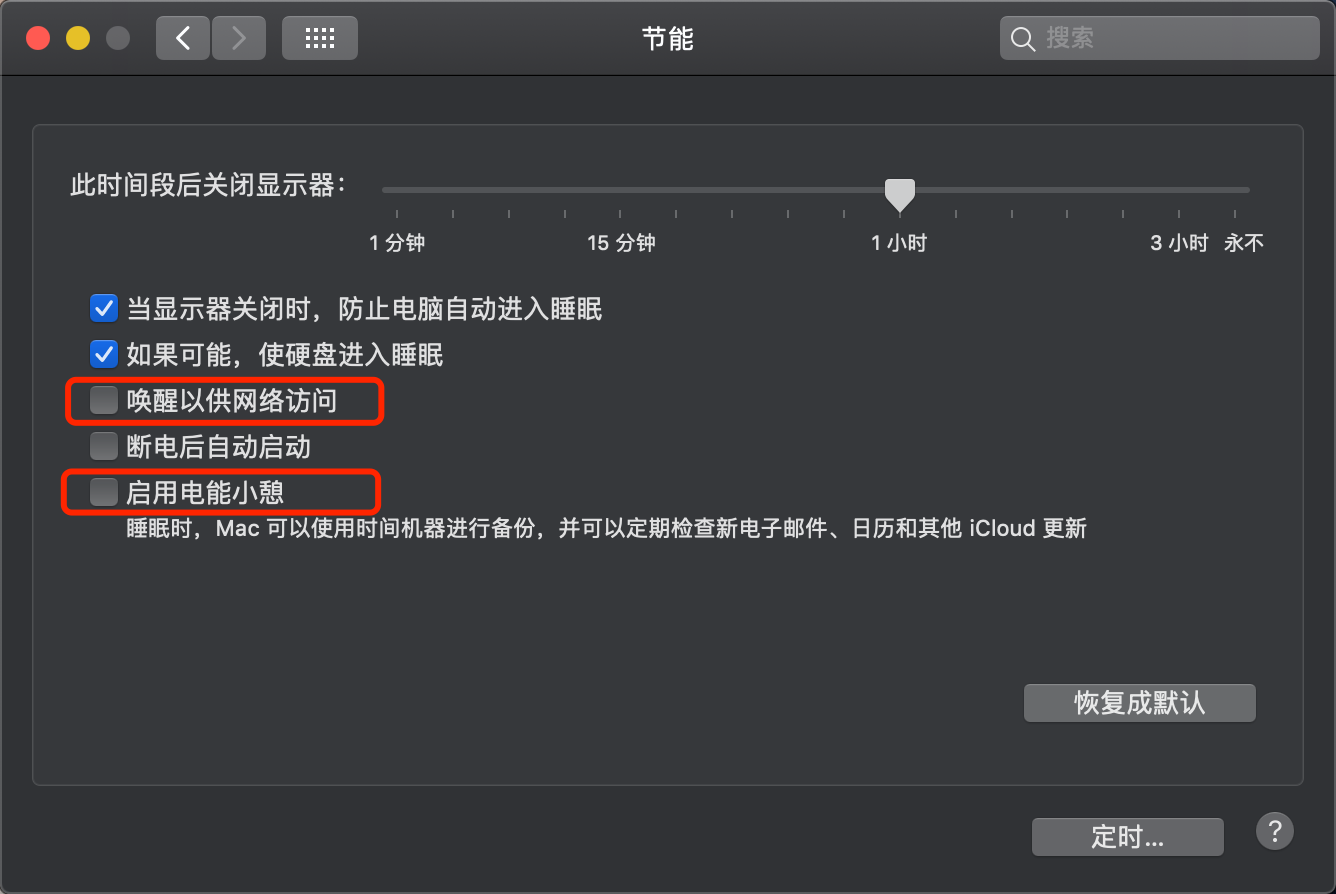 节能
搜索
此时间段后关闭显示器：
1 分钟 15 分钟 1 小时 3 小时 永不
当显示器关闭时，防止电脑自动进入睡眠
如果可能，使硬盘进入睡眠
唤醒以供网络访问
断电后自动启动
启用电能小憩
睡眠时，Mac 可以使用时间机器进行备份，并可以定期检查新电子邮件、日历和其他 iCloud 更新
恢复成默认
定时...
?